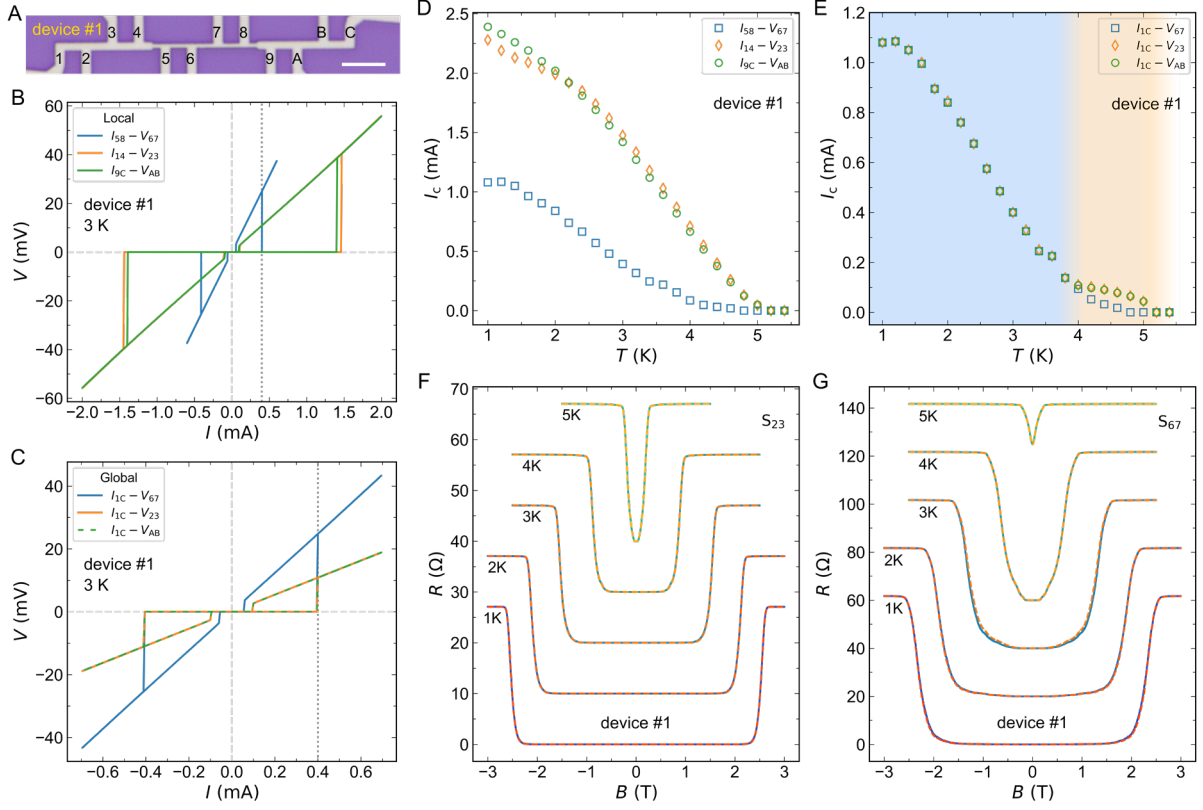 A
device #1
3 4 7 8 B C
1 2 5 6 9 A
B
60
40
20
0
−20
−40
−60
V (mV)
Local
I58 − V67
I14 − V23
I9C − VAB
device #1
3 K
−2.0 −1.5 −1.0 −0.5 0.0 0.5 1.0 1.5 2.0
I (mA)
C
40
20
0
−20
−40
V (mV)
Global
I1C − V67
I1C − V23
I1C − VAB
device #1
3 K
−0.6 −0.4 −0.2 0.0 0.2 0.4 0.6
I (mA)
D
2.5
2.0
1.5
1.0
0.5
0.0
Ic (mA)
I58 − V67
I14 − V23
I9C − VAB
device #1
1 2 3 4 5
T (K)
E
1.2
1.0
0.8
0.6
0.4
0.2
0.0
Ic (mA)
I1C − V67
I1C − V23
I1C − VAB
device #1
1 2 3 4 5
T (K)
F
70
60
50
40
30
20
10
0
R (Ω)
S23
5K
4K
3K
2K
1K
device #1
−3 −2 −1 0 1 2 3
B (T)
G
140
120
100
80
60
40
20
0
R (Ω)
S67
5K
4K
3K
2K
1K
device #1
−3 −2 −1 0 1 2 3
B (T)